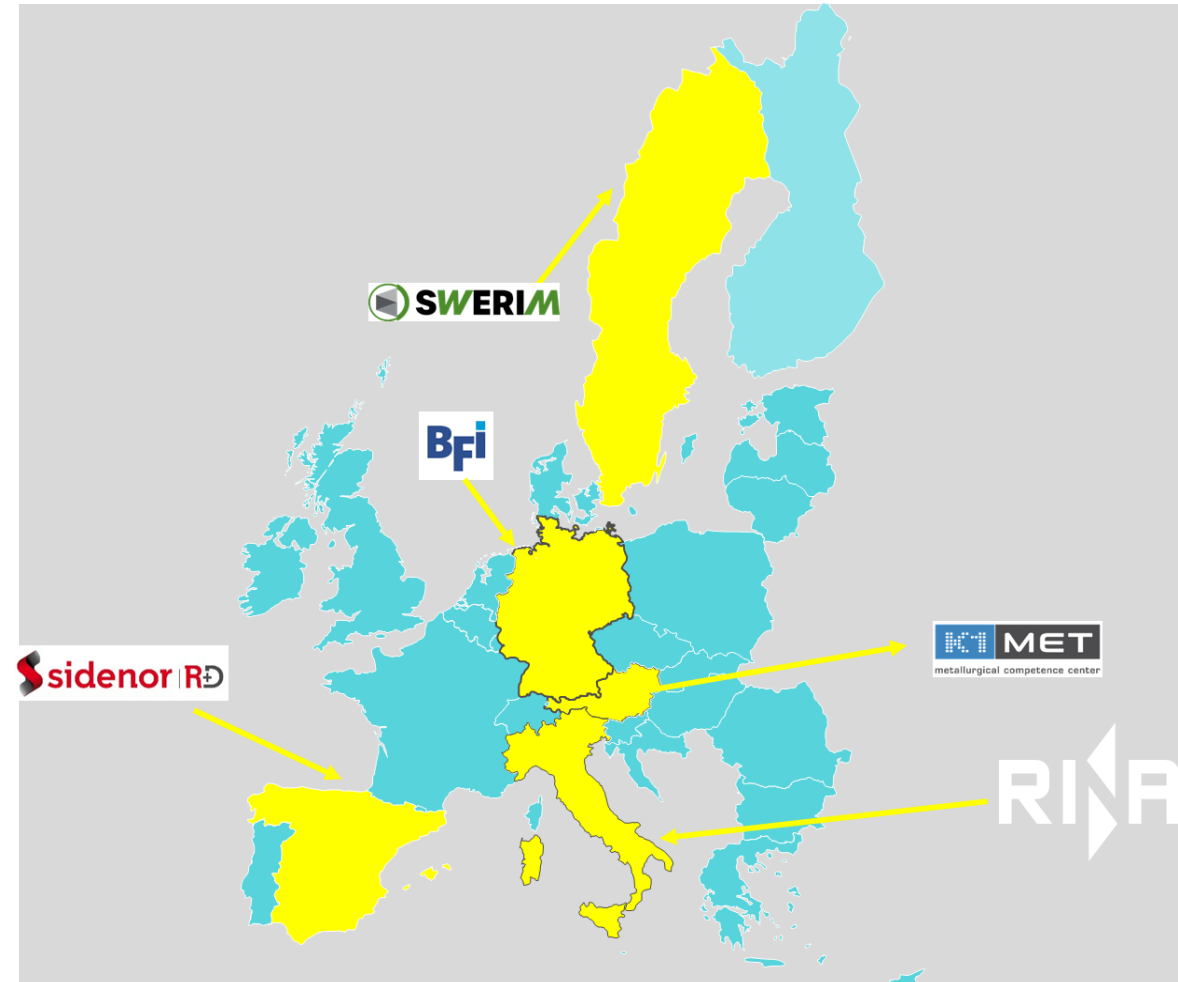 SWERIM
BFi
sidenor R+D
K1 MET
metallurgical competence center
RINA